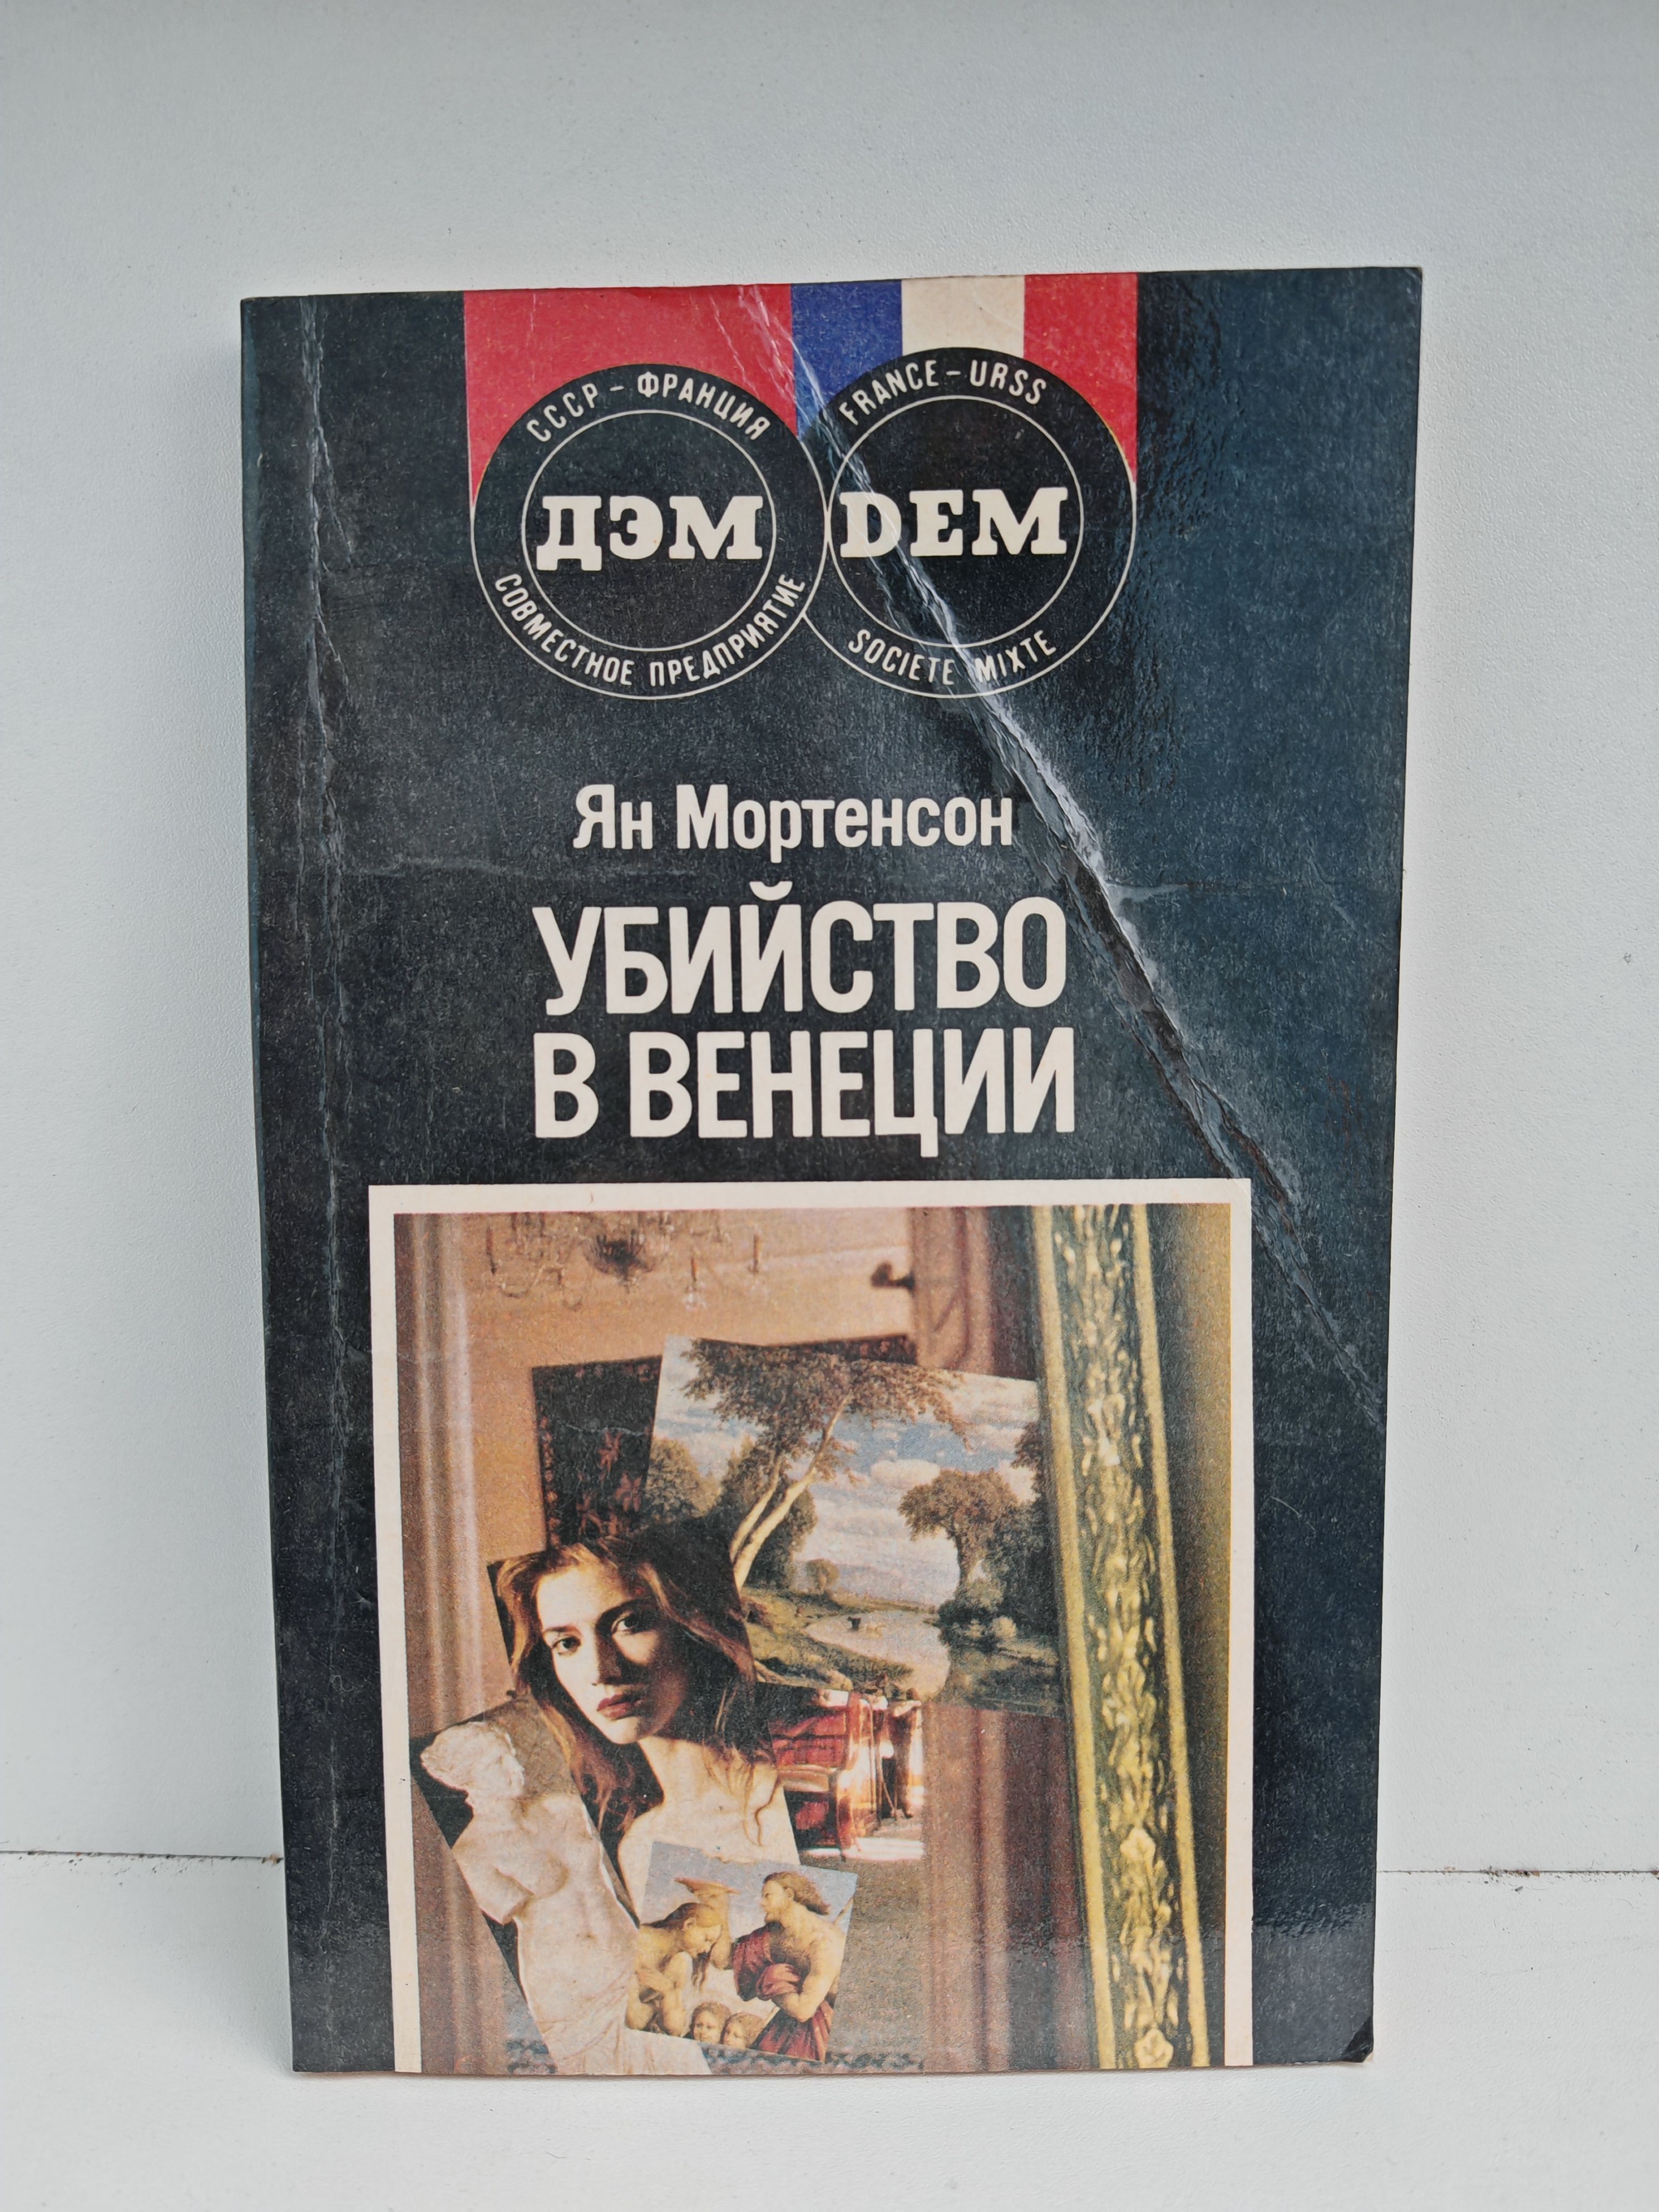 СССР – ФРАНЦИЯ
ДЭМ
СОВМЕСТНОЕ ПРЕДПРИЯТИЕ
FRANCE – URSS
DEM
SOCIETE MIXTE
Ян Мортенсон
УБИЙСТВО
В ВЕНЕЦИИ